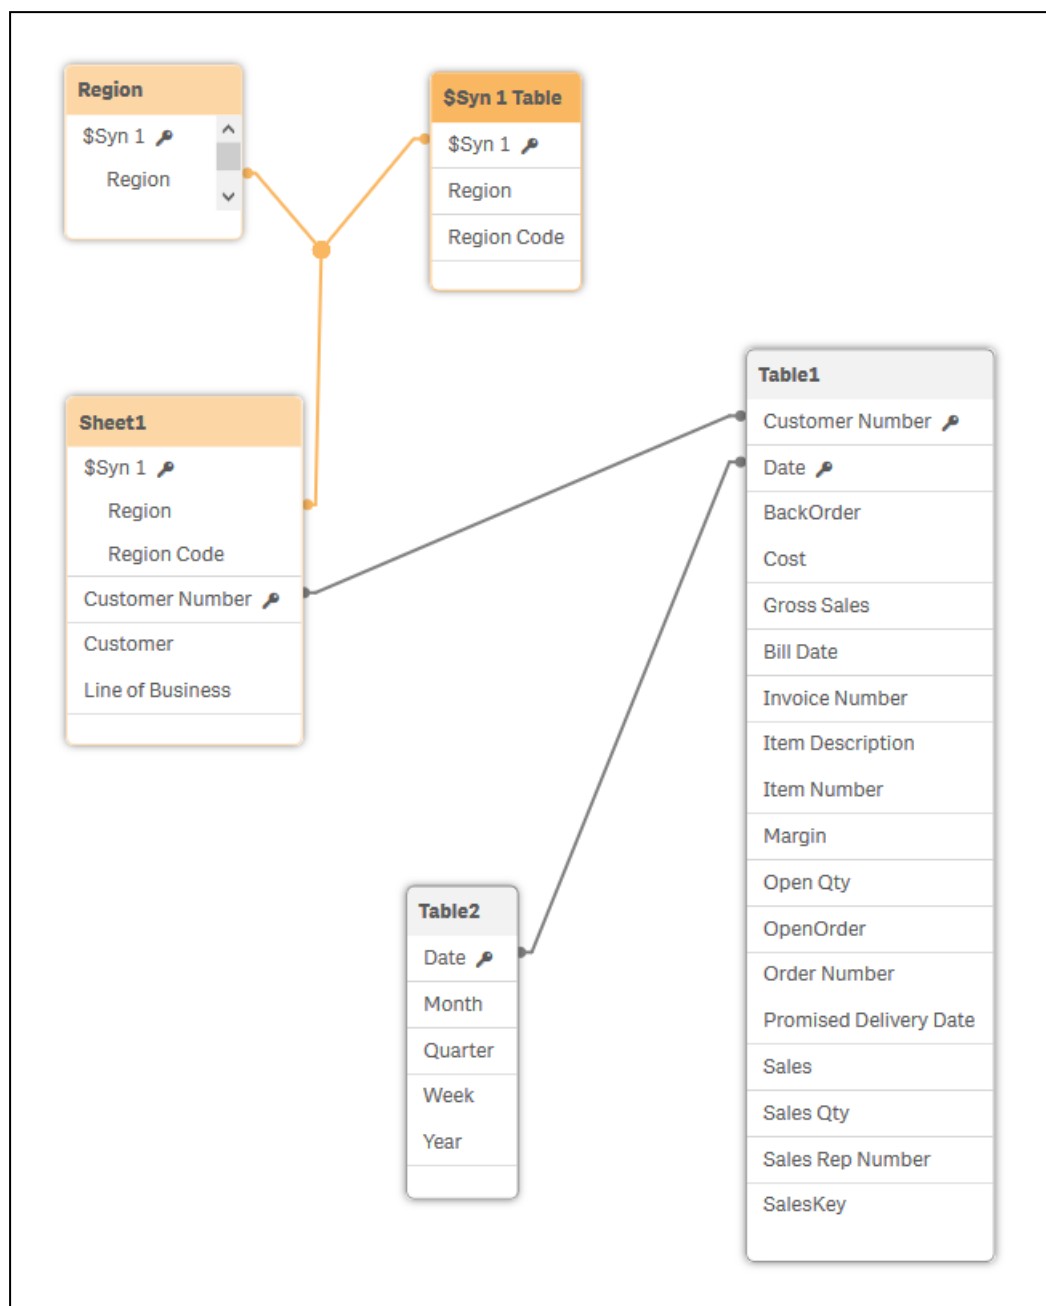 Region
$Syn 1
Region
$Syn 1 Table
$Syn 1
Region
Region Code
Sheet1
$Syn 1
Region
Region Code
Customer Number
Customer
Line of Business
Table1
Customer Number
Date
BackOrder
Cost
Gross Sales
Bill Date
Invoice Number
Item Description
Item Number
Margin
Open Qty
OpenOrder
Order Number
Promised Delivery Date
Sales
Sales Qty
Sales Rep Number
SalesKey
Table2
Date
Month
Quarter
Week
Year